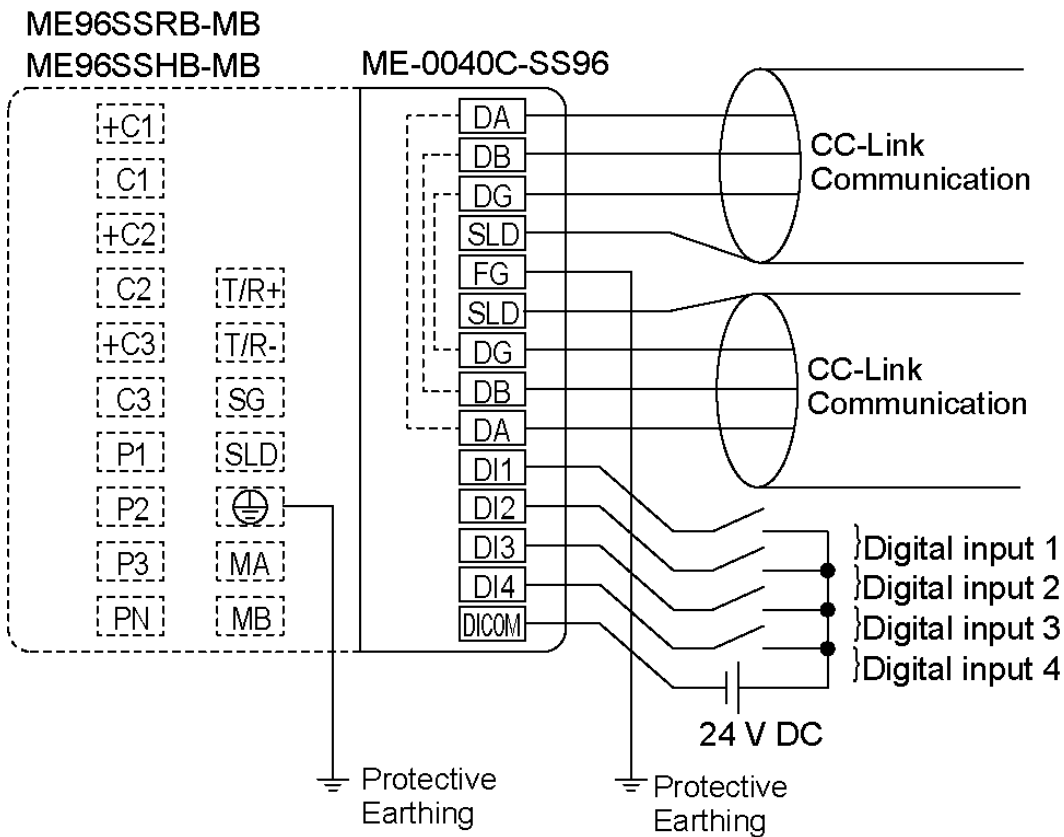 ME96SSRB-MB
ME96SSHB-MB
ME-0040C-SS96
+C1
C1
+C2
C2
+C3
C3
P1
P2
P3
PN
T/R+
T/R-
SG
SLD
MA
MB
DA
DB
DG
SLD
FG
SLD
DG
DB
DA
DI1
DI2
DI3
DI4
DICOM
CC-Link
Communication
CC-Link
Communication
Digital input 1
Digital input 2
Digital input 3
Digital input 4
24 V DC
Protective
Earthing
Protective
Earthing